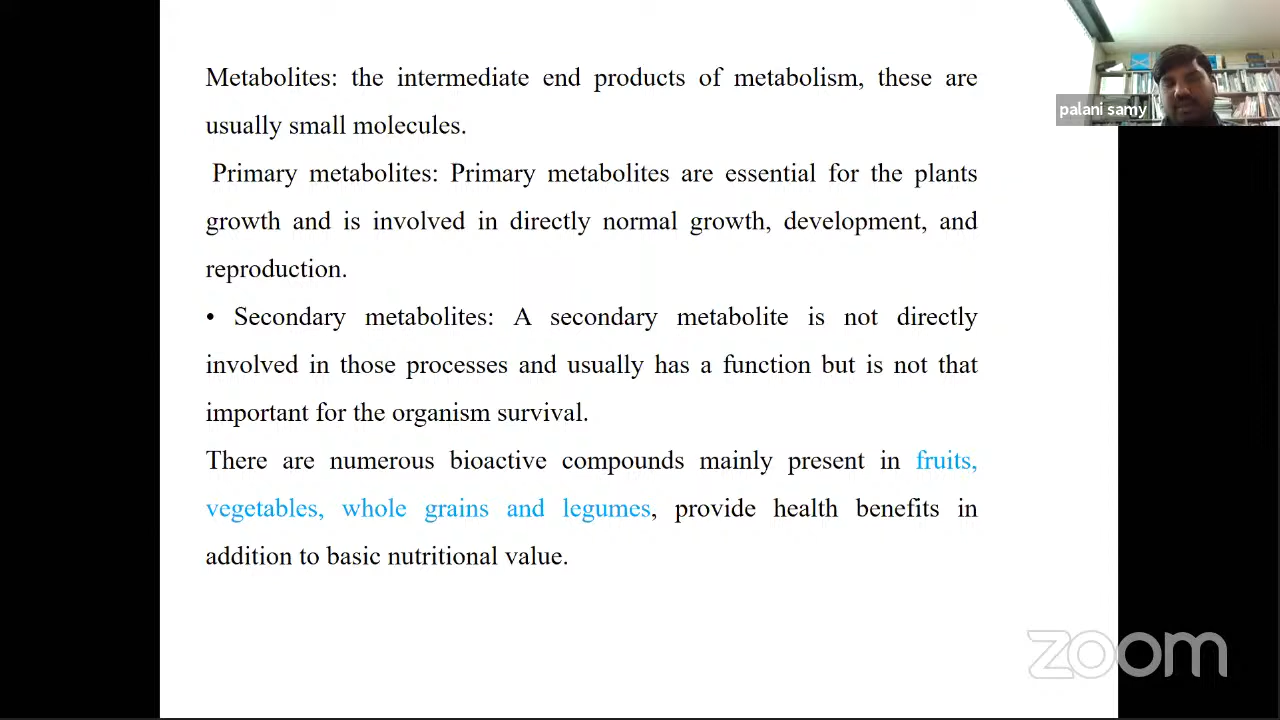 Metabolites: the intermediate end products of metabolism, these are
usually small molecules.
Primary metabolites: Primary metabolites are essential for the plants
growth and is involved in directly normal growth, development, and
reproduction.
• Secondary metabolites: A secondary metabolite is not directly
involved in those processes and usually has a function but is not that
important for the organism survival.
There are numerous bioactive compounds mainly present in fruits,
vegetables, whole grains and legumes, provide health benefits in
addition to basic nutritional value.
palani samy
zoom